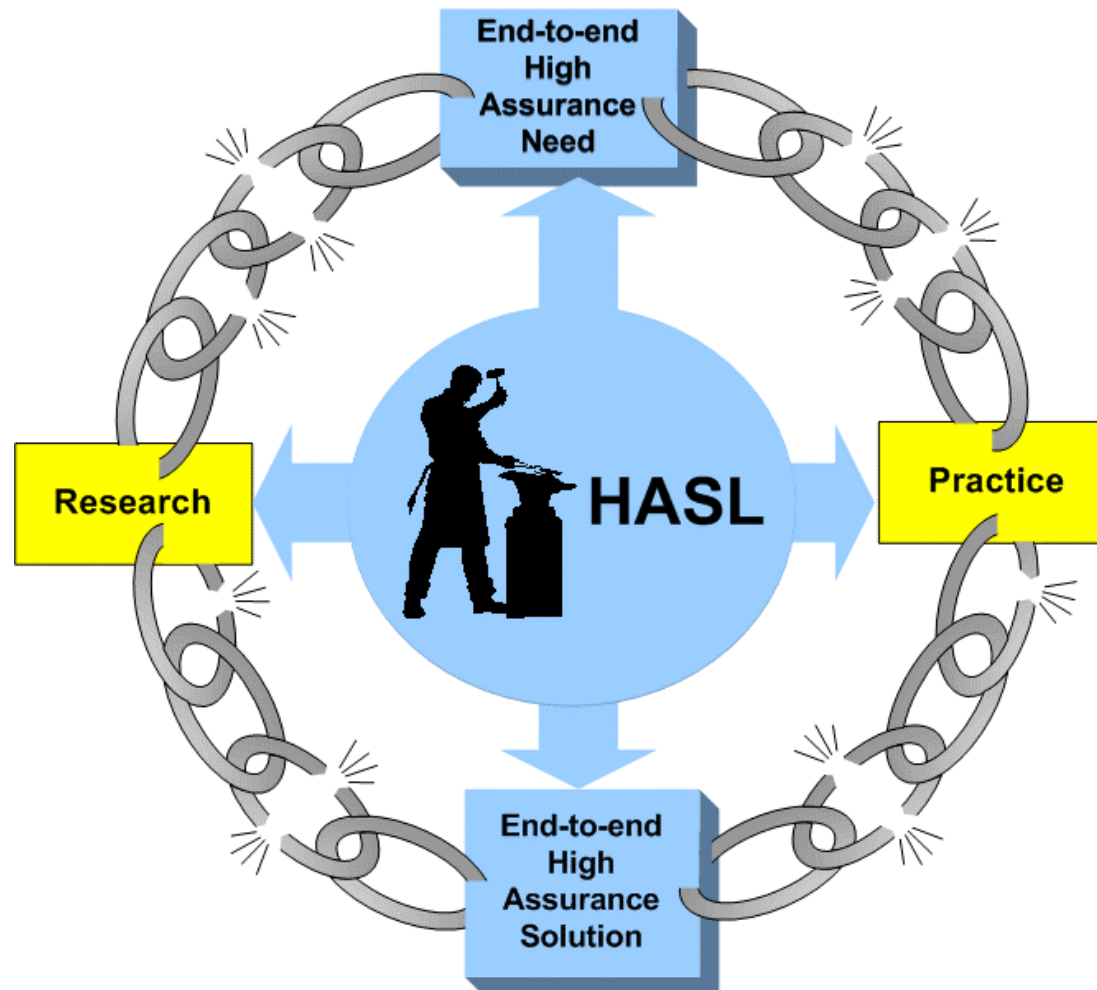 End-to-end
High
Assurance
Need
Research
HASL
Practice
End-to-end
High
Assurance
Solution